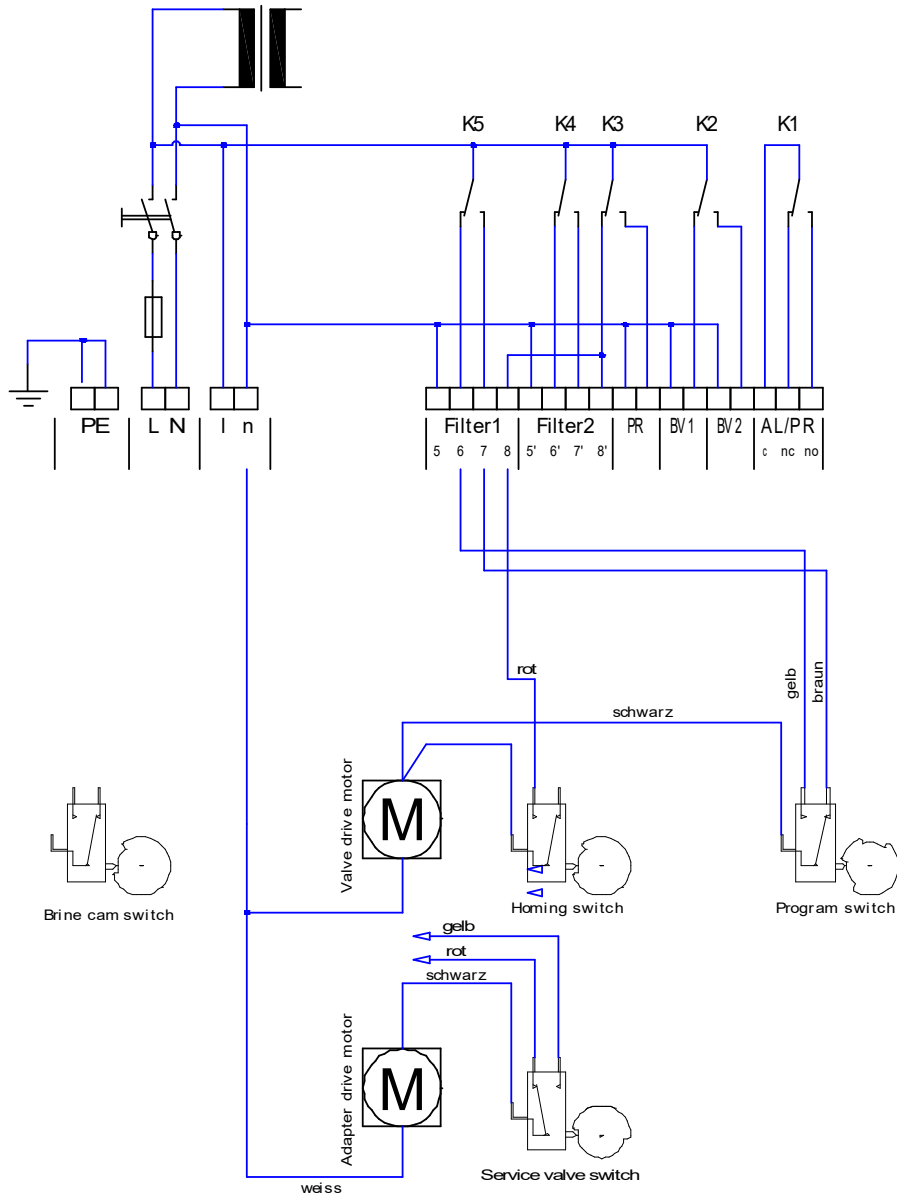 K5 K4 K3 K2 K1
PE L N l n Filter1 Filter2 PR BV1 BV2 AL/PR
5 6 7 8 5' 6' 7' 8' c nc no
rot
gelb
braun
schwarz
Valve drive motor
M
Brine cam switch
Homing switch
Program switch
gelb
rot
schwarz
Adapter drive motor
M
Service valve switch
weiss